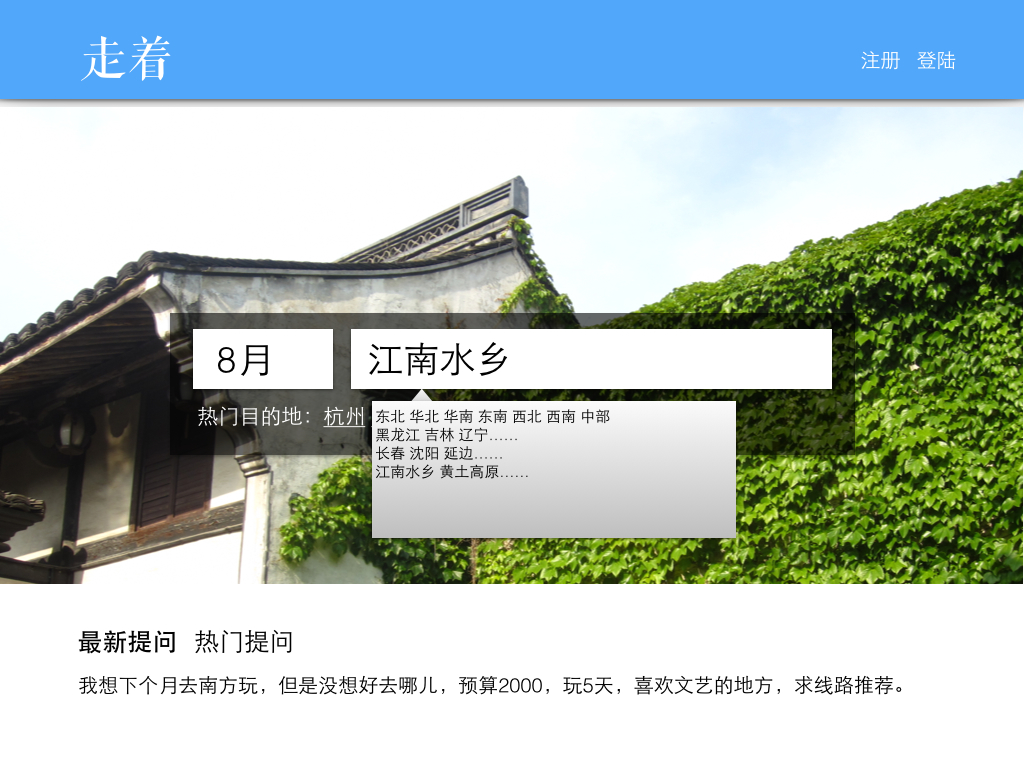 走着
注册 登陆
8月
江南水乡
热门目的地：杭州
东北 华北 华南 东南 西北 西南 中部
黑龙江 吉林 辽宁……
长春 沈阳 延边……
江南水乡 黄土高原……
最新提问 热门提问
我想下个月去南方玩，但是没想好去哪儿，预算2000，玩5天，喜欢文艺的地方，求线路推荐。